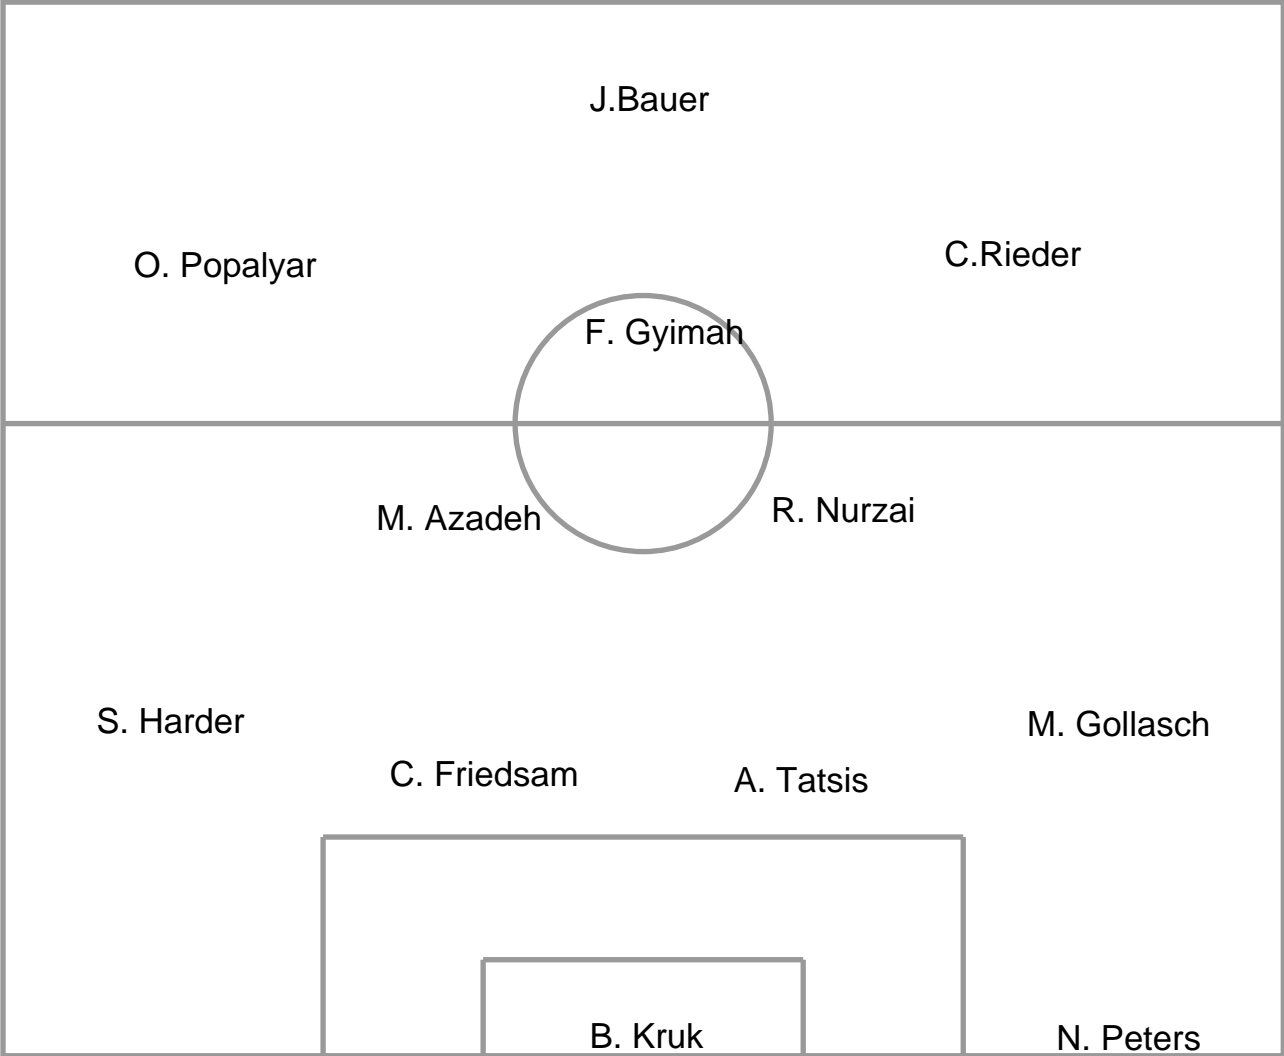 J.Bauer
O. Popalyar
C.Rieder
F. Gyimah
M. Azadeh
R. Nurzai
S. Harder
M. Gollasch
C. Friedsam
A. Tatsis
B. Kruk
N. Peters